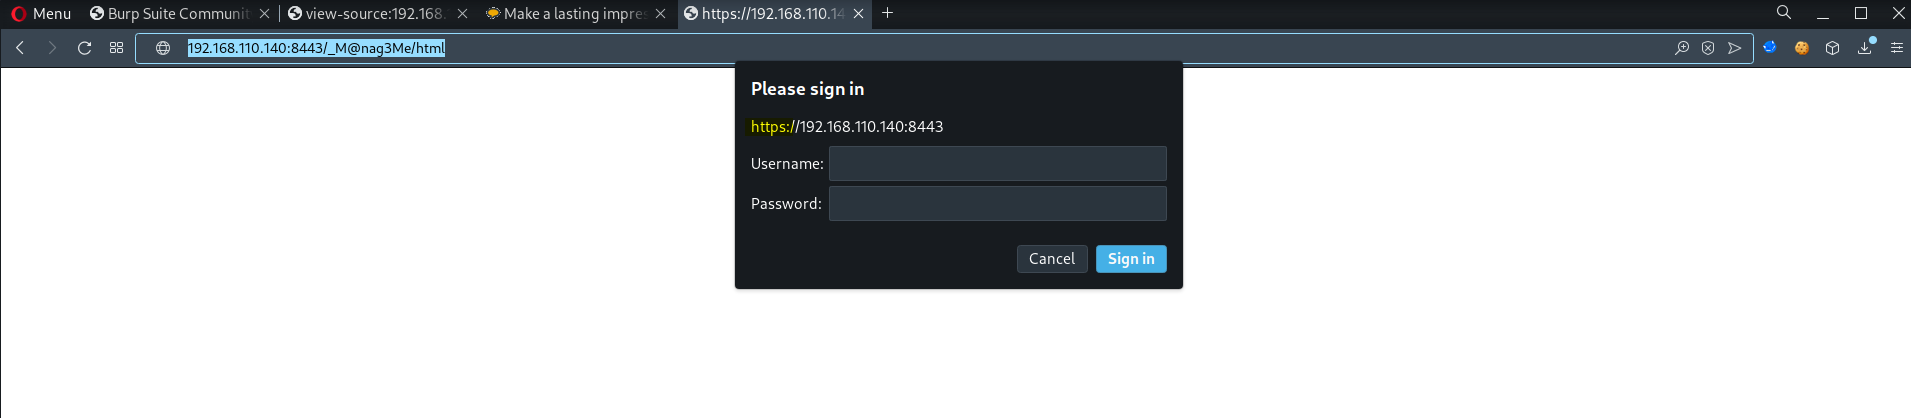 Menu Burp Suite Communit view-source:192.168. Make a lasting impres https://192.168.110.14
192.168.110.140:8443/_M@nag3Me/html
Please sign in
https://192.168.110.140:8443
Username:
Password:
Cancel Sign in